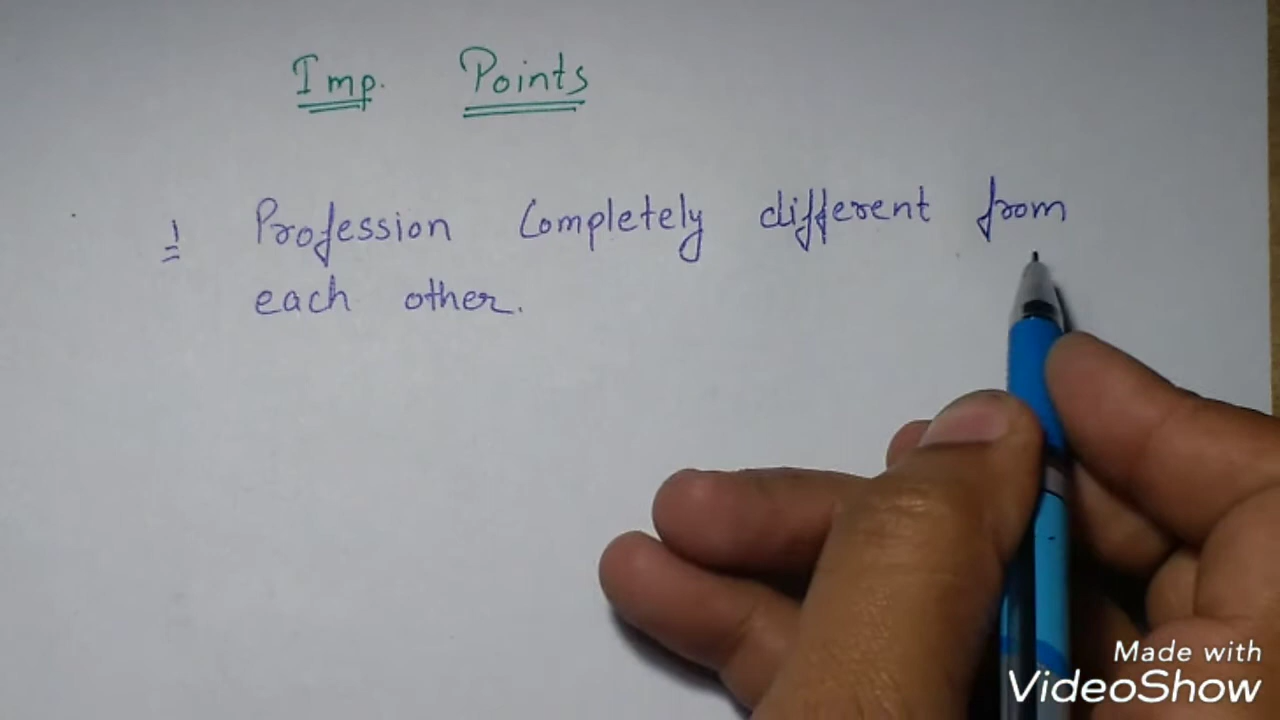 Imp. Points
1 Profession Completely different from
each other.
Made with
VideoShow